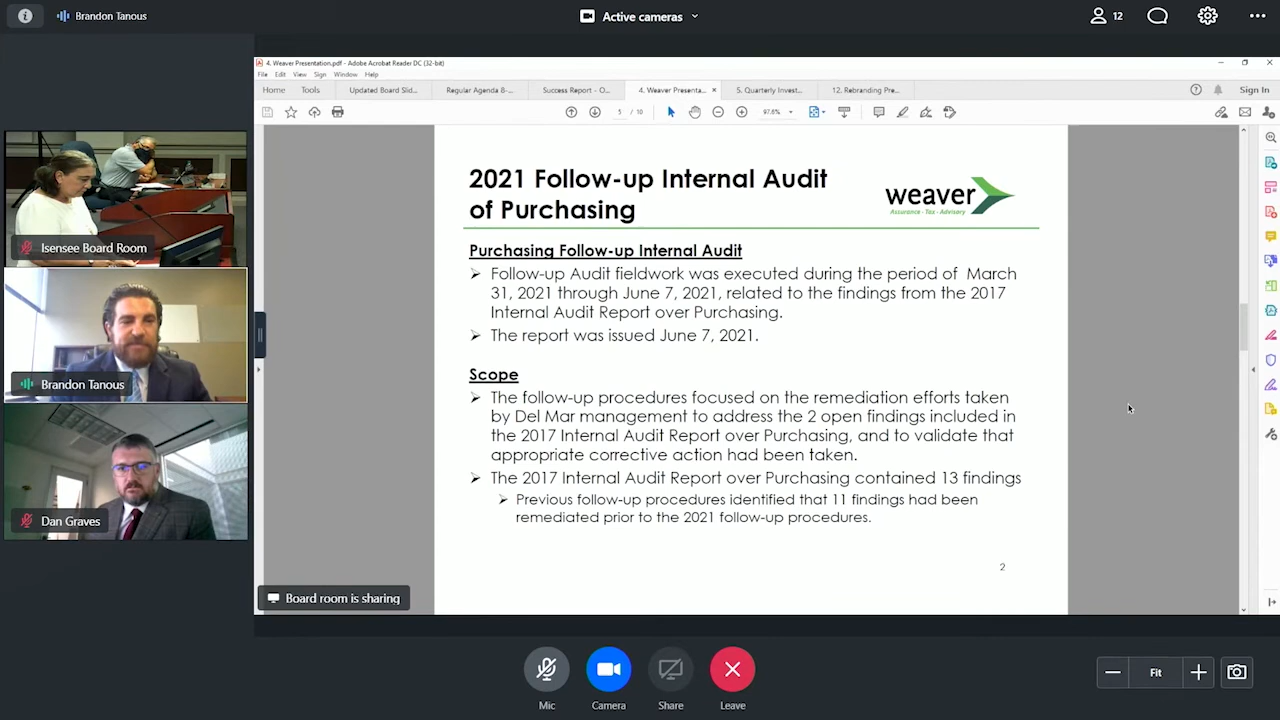 Brandon Tanous
Active cameras
12
4. Weaver Presentation.pdf - Adobe Acrobat Reader DC (32-bit)
File Edit View Sign Window Help
Home Tools Updated Board Slid... Regular Agenda 8-... Success Report - O... 4. Weaver Presenta... × 5. Quarterly Invest... 12. Rebranding Pre... Sign In
5 / 10 97.8%
2021 Follow-up Internal Audit
of Purchasing
weaver
Assurance · Tax · Advisory
Purchasing Follow-up Internal Audit
Follow-up Audit fieldwork was executed during the period of March
31, 2021 through June 7, 2021, related to the findings from the 2017
Internal Audit Report over Purchasing.
The report was issued June 7, 2021.
Scope
The follow-up procedures focused on the remediation efforts taken
by Del Mar management to address the 2 open findings included in
the 2017 Internal Audit Report over Purchasing, and to validate that
appropriate corrective action had been taken.
The 2017 Internal Audit Report over Purchasing contained 13 findings
Previous follow-up procedures identified that 11 findings had been
remediated prior to the 2021 follow-up procedures.
2
Isensee Board Room
Brandon Tanous
Dan Graves
Board room is sharing
Mic Camera Share Leave
Fit